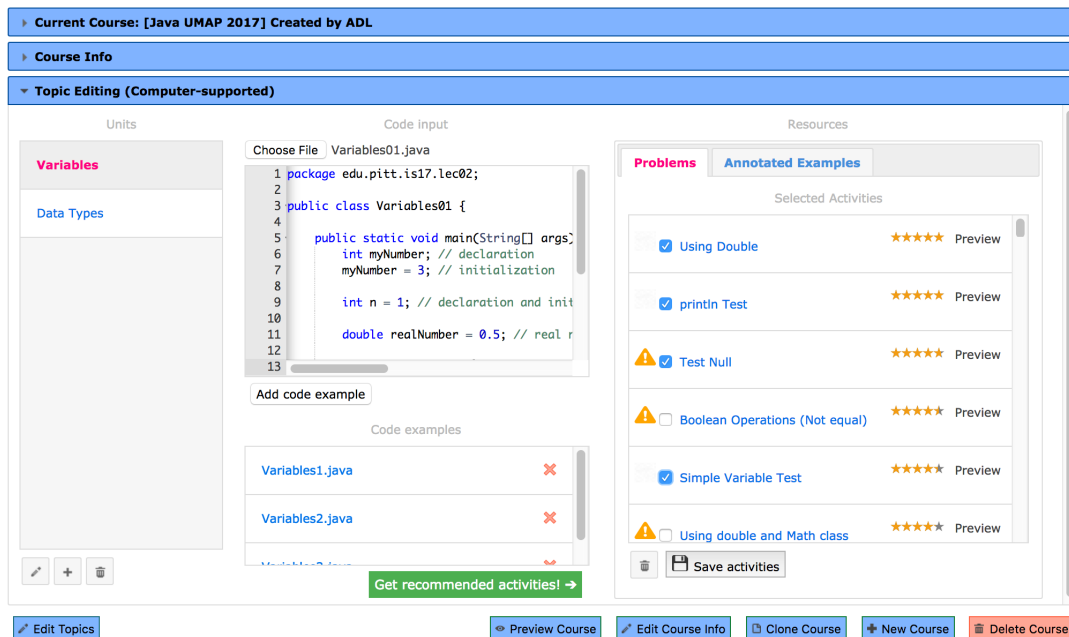 Current Course: [Java UMAP 2017] Created by ADL
Course Info
Topic Editing (Computer-supported)
Units
Variables
Data Types
Code input
Choose File Variables01.java
1 package edu.pitt.is17.lec02;
2
3 public class Variables01 {
4
5 public static void main(String[] args)
6 int myNumber; // declaration
7 myNumber = 3; // initialization
8
9 int n = 1; // declaration and init
10
11 double realNumber = 0.5; // real r
12
13
Add code example
Code examples
Variables1.java
Variables2.java
Get recommended activities! →
Resources
Problems Annotated Examples
Selected Activities
Using Double Preview
println Test Preview
Test Null Preview
Boolean Operations (Not equal) Preview
Simple Variable Test Preview
Using double and Math class Preview
Save activities
Edit Topics Preview Course Edit Course Info Clone Course New Course Delete Course